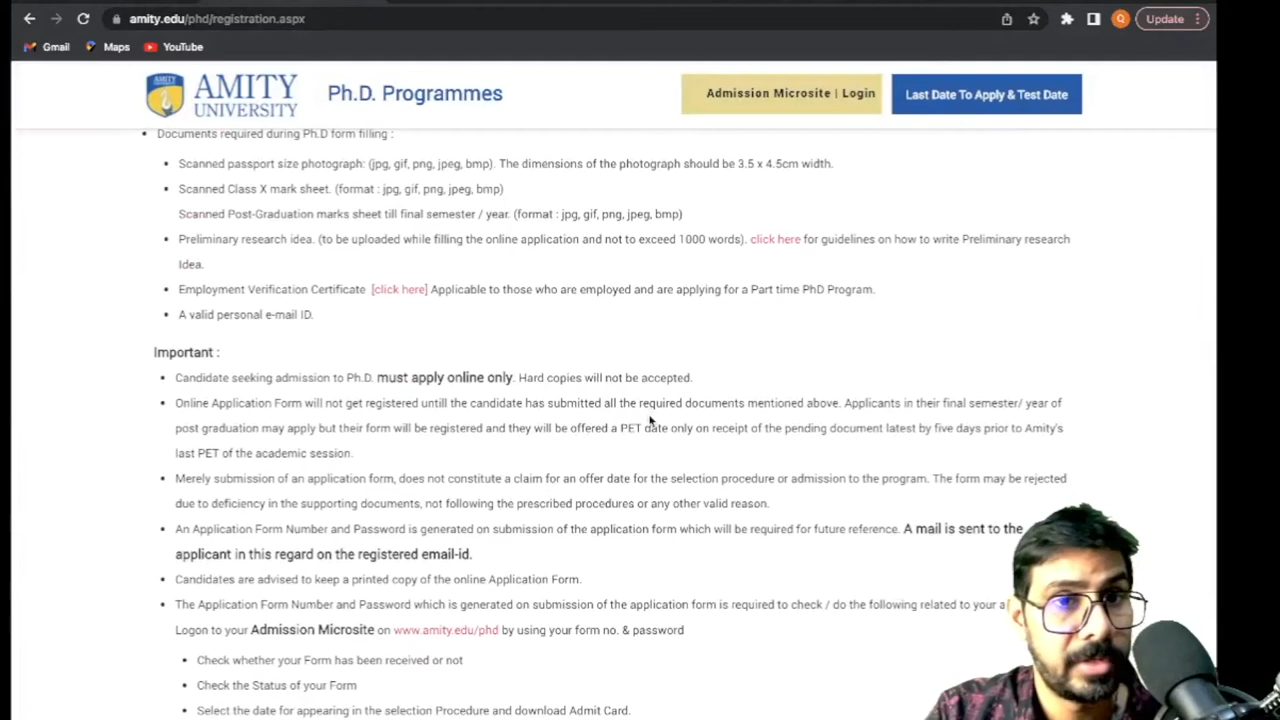 amity.edu/phd/registration.aspx
Update
Gmail
Maps
YouTube
AMITY
AMITY
UNIVERSITY
Ph.D. Programmes
Admission Microsite | Login
Last Date To Apply & Test Date
Documents required during Ph.D form filling :
Scanned passport size photograph: (jpg, gif, png, jpeg, bmp). The dimensions of the photograph should be 3.5 x 4.5cm width.
Scanned Class X mark sheet. (format : jpg, gif, png, jpeg, bmp)
Scanned Post-Graduation marks sheet till final semester / year. (format : jpg, gif, png, jpeg, bmp)
Preliminary research idea. (to be uploaded while filling the online application and not to exceed 1000 words). click here for guidelines on how to write Preliminary research
Idea.
Employment Verification Certificate [click here] Applicable to those who are employed and are applying for a Part time PhD Program.
A valid personal e-mail ID.
Important :
Candidate seeking admission to Ph.D. must apply online only. Hard copies will not be accepted.
Online Application Form will not get registered untill the candidate has submitted all the required documents mentioned above. Applicants in their final semester/ year of
post graduation may apply but their form will be registered and they will be offered a PET date only on receipt of the pending document latest by five days prior to Amity's
last PET of the academic session.
Merely submission of an application form, does not constitute a claim for an offer date for the selection procedure or admission to the program. The form may be rejected
due to deficiency in the supporting documents, not following the prescribed procedures or any other valid reason.
An Application Form Number and Password is generated on submission of the application form which will be required for future reference. A mail is sent to the
applicant in this regard on the registered email-id.
Candidates are advised to keep a printed copy of the online Application Form.
The Application Form Number and Password which is generated on submission of the application form is required to check / do the following related to your a
Logon to your Admission Microsite on www.amity.edu/phd by using your form no. & password
Check whether your Form has been received or not
Check the Status of your Form
Select the date for appearing in the selection Procedure and download Admit Card.